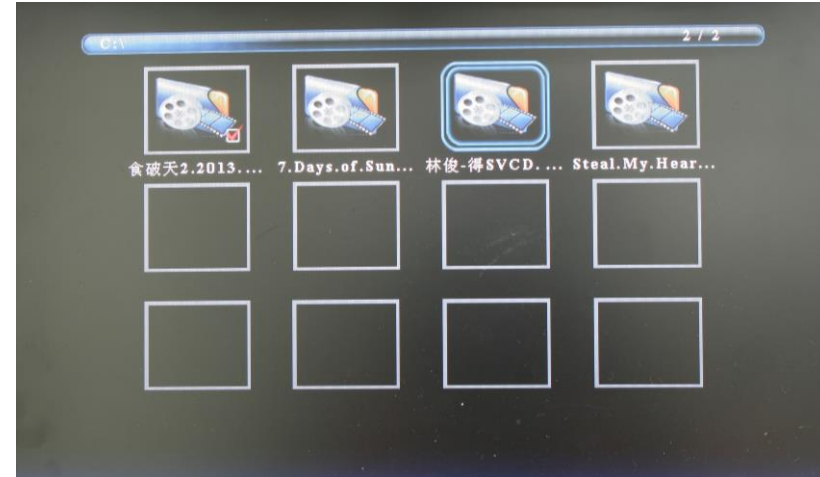 C:\ 2 / 2
食破天2.2013.... 7.Days.of.Sun... 林俊-得SVCD.... Steal.My.Hear...